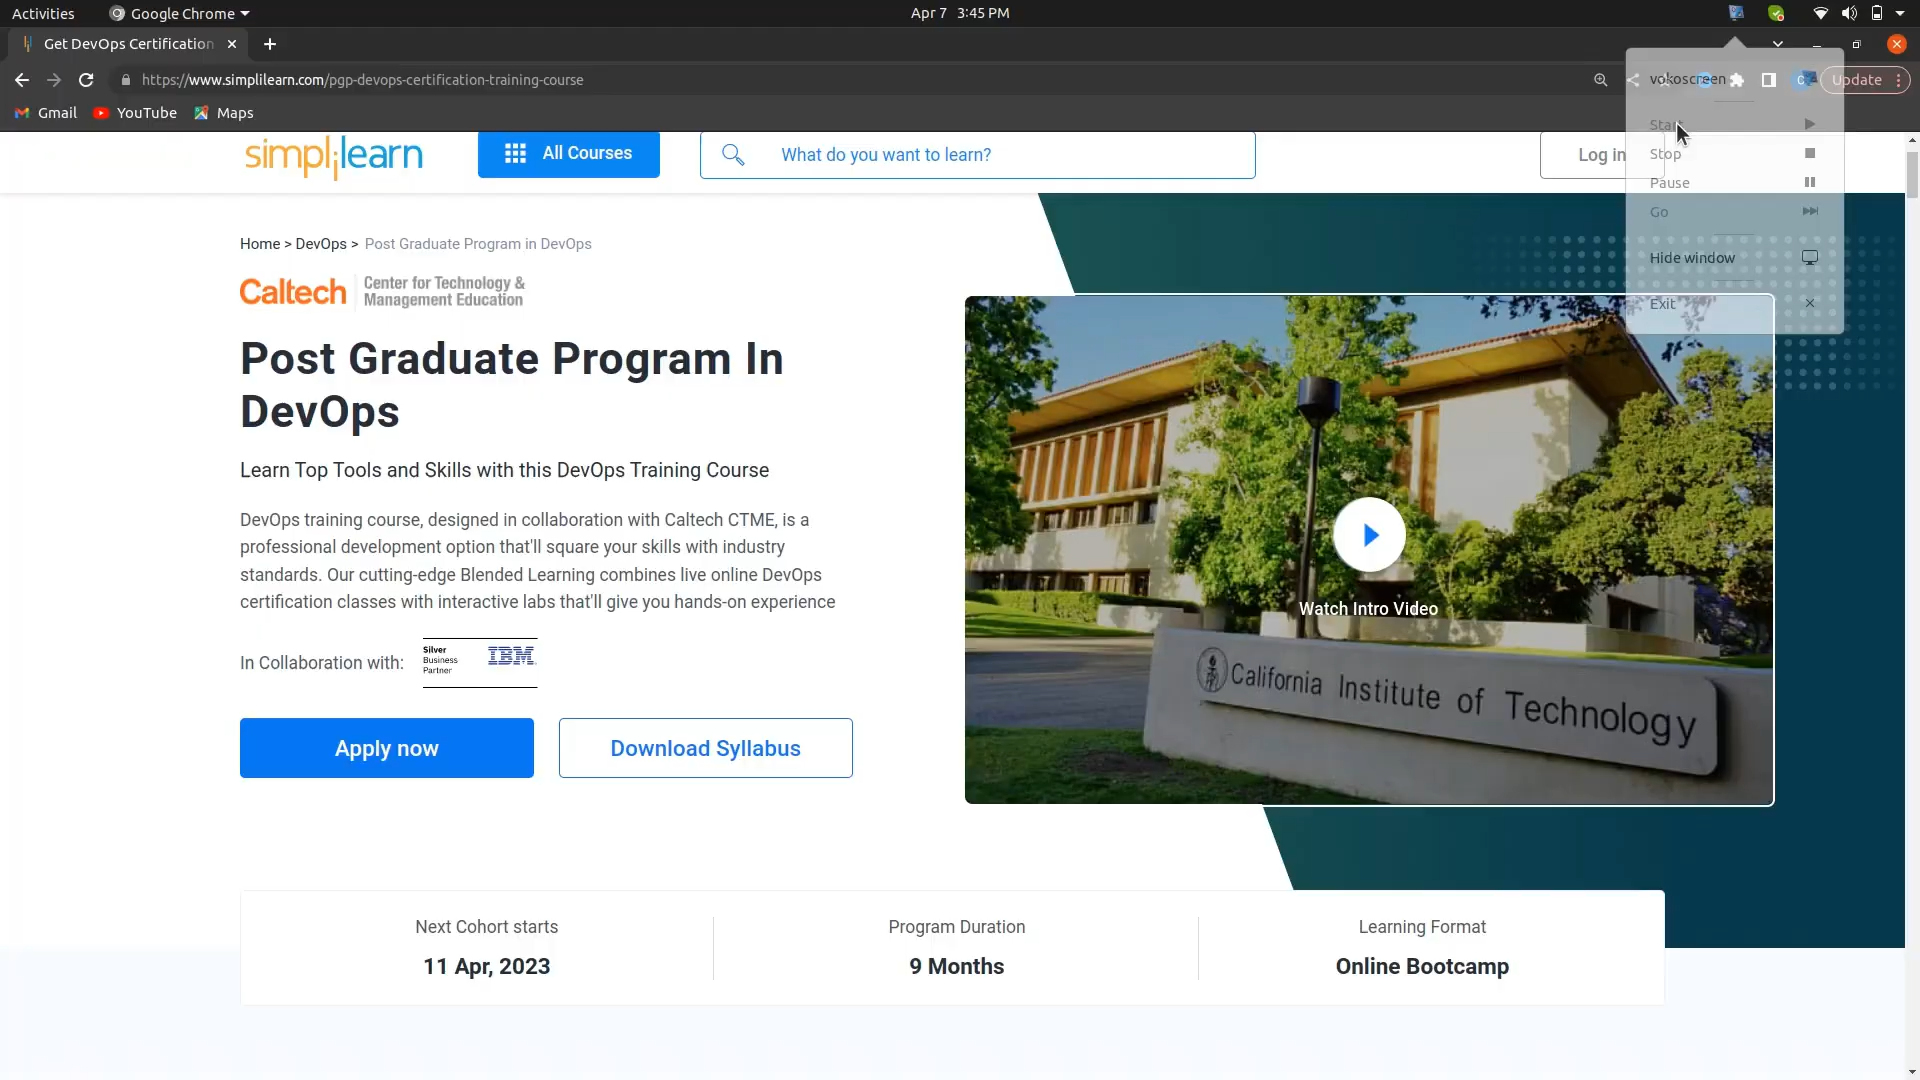 Activities
Google Chrome
Apr 7 3:45 PM
Get DevOps Certification
https://www.simplilearn.com/pgp-devops-certification-training-course
Update
Gmail
YouTube
Maps
vokoscreen
Start
Stop
Pause
Go
Hide window
Exit
simplilearn
All Courses
What do you want to learn?
Log in
Home > DevOps > Post Graduate Program in DevOps
Caltech
Center for Technology &
Management Education
Post Graduate Program In
DevOps
Learn Top Tools and Skills with this DevOps Training Course
DevOps training course, designed in collaboration with Caltech CTME, is a
professional development option that'll square your skills with industry
standards. Our cutting-edge Blended Learning combines live online DevOps
certification classes with interactive labs that'll give you hands-on experience
In Collaboration with:
Silver
Business
Partner
IBM
Apply now
Download Syllabus
Watch Intro Video
California Institute of Technology
Next Cohort starts
11 Apr, 2023
Program Duration
9 Months
Learning Format
Online Bootcamp